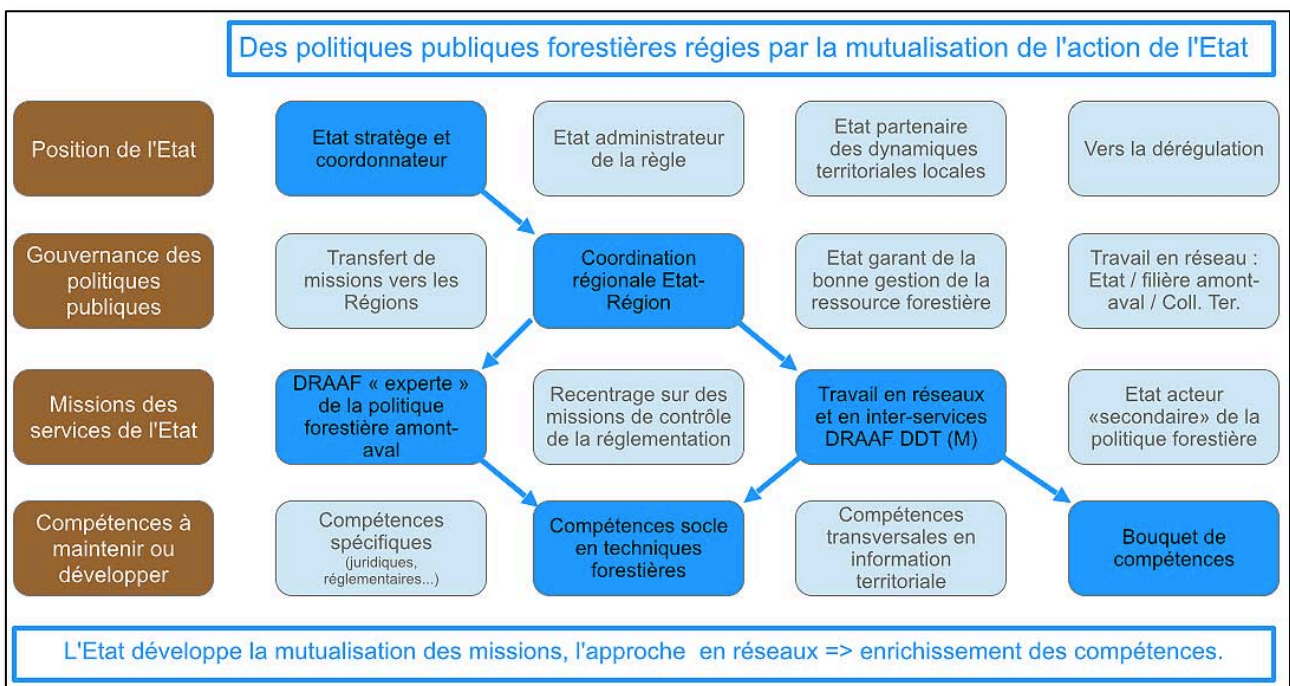 Des politiques publiques forestières régies par la mutualisation de l'action de l'Etat
Position de l'Etat
Etat stratège et
coordonnateur
Etat administrateur
de la règle
Etat partenaire
des dynamiques
territoriales locales
Vers la dérégulation
Gouvernance des
politiques
publiques
Transfert de
missions vers les
Régions
Coordination
régionale Etat-
Région
Etat garant de la
bonne gestion de la
ressource forestière
Travail en réseau :
Etat / filière amont-
aval / Coll. Ter.
Missions des
services de l'Etat
DRAAF « experte »
de la politique
forestière amont-
aval
Recentrage sur des
missions de contrôle
de la réglementation
Travail en réseaux
et en inter-services
DRAAF DDT (M)
Etat acteur
«secondaire» de la
politique forestière
Compétences à
maintenir ou
développer
Compétences
spécifiques
(juridiques,
réglementaires...)
Compétences socle
en techniques
forestières
Compétences
transversales en
information
territoriale
Bouquet de
compétences
L'Etat développe la mutualisation des missions, l'approche en réseaux => enrichissement des compétences.